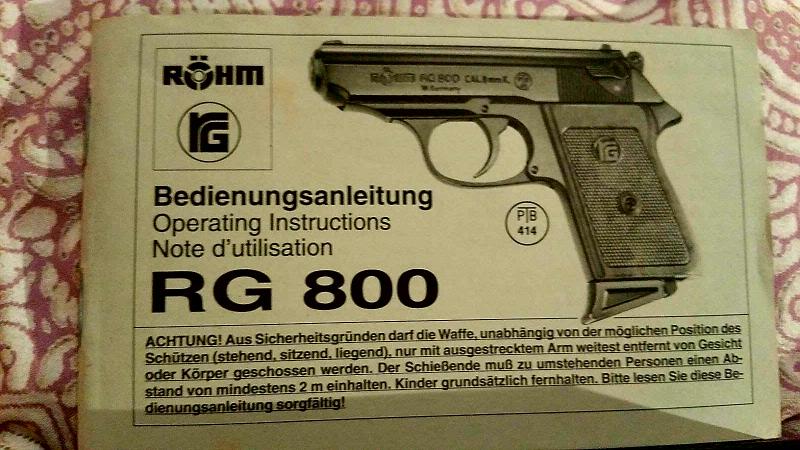 RÖHM
RG
RÖHM RG 800 CAL. 8mm K.
W. Germany
RG
Bedienungsanleitung
Operating Instructions
Note d'utilisation
PTB
414
RG 800
ACHTUNG! Aus Sicherheitsgründen darf die Waffe, unabhängig von der möglichen Position des
Schützen (stehend, sitzend, liegend), nur mit ausgestrecktem Arm weitest entfernt von Gesicht
oder Körper geschossen werden. Der Schießende muß zu umstehenden Personen einen Ab-
stand von mindestens 2 m einhalten. Kinder grundsätzlich fernhalten. Bitte lesen Sie diese Be-
dienungsanleitung sorgfältig!